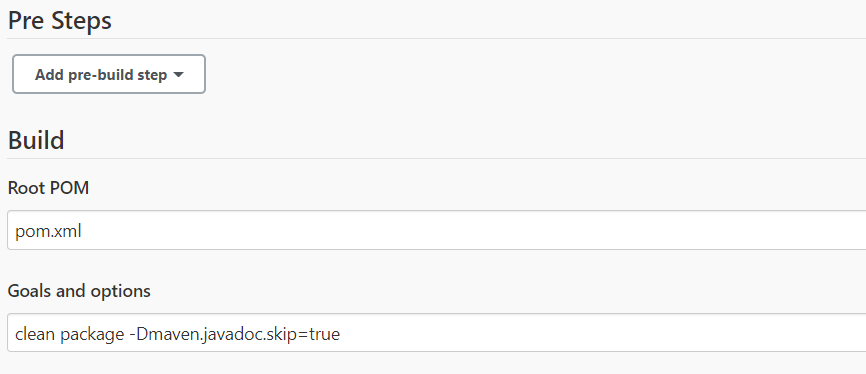 Pre Steps
Add pre-build step
Build
Root POM
pom.xml
Goals and options
clean package -Dmaven.javadoc.skip=true